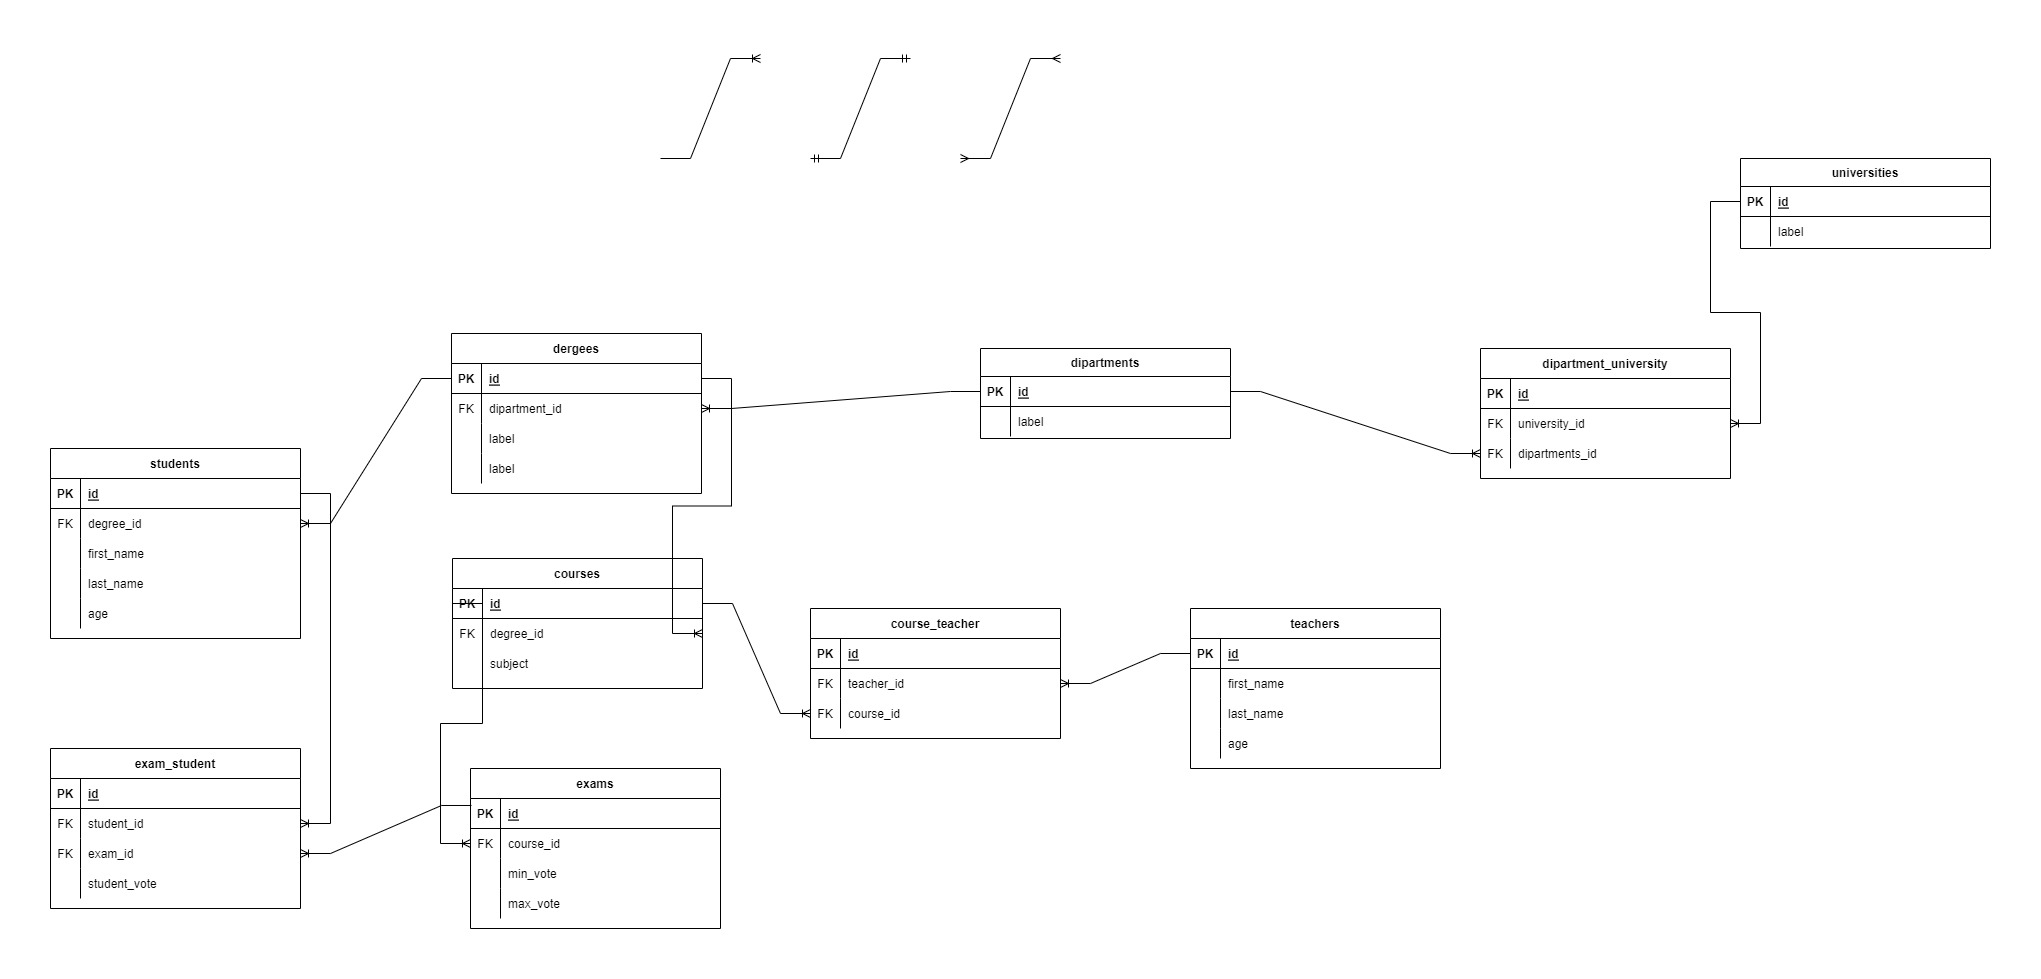 universities
PK id
label
dergees
PK id
FK dipartment_id
label
label
dipartments
PK id
label
dipartment_university
PK id
FK university_id
FK dipartments_id
students
PK id
FK degree_id
first_name
last_name
age
courses
PK id
FK degree_id
subject
course_teacher
PK id
FK teacher_id
FK course_id
teachers
PK id
first_name
last_name
age
exam_student
PK id
FK student_id
FK exam_id
student_vote
exams
PK id
FK course_id
min_vote
max_vote